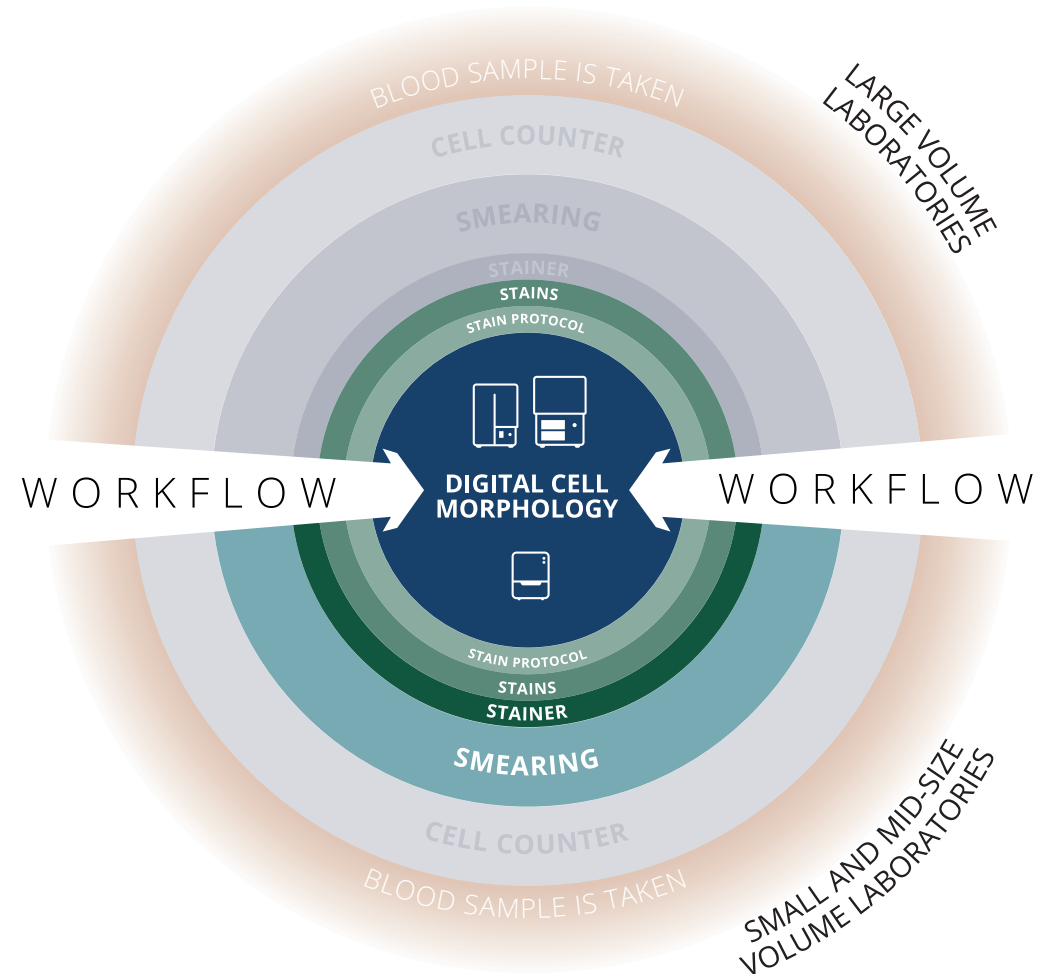 BLOOD SAMPLE IS TAKEN
LARGE VOLUME
LABORATORIES
CELL COUNTER
SMEARING
STAINER
STAINS
STAIN PROTOCOL
WORKFLOW
DIGITAL CELL
MORPHOLOGY
WORKFLOW
STAIN PROTOCOL
STAINS
STAINER
SMEARING
CELL COUNTER
BLOOD SAMPLE IS TAKEN
SMALL AND MID-SIZE
VOLUME LABORATORIES